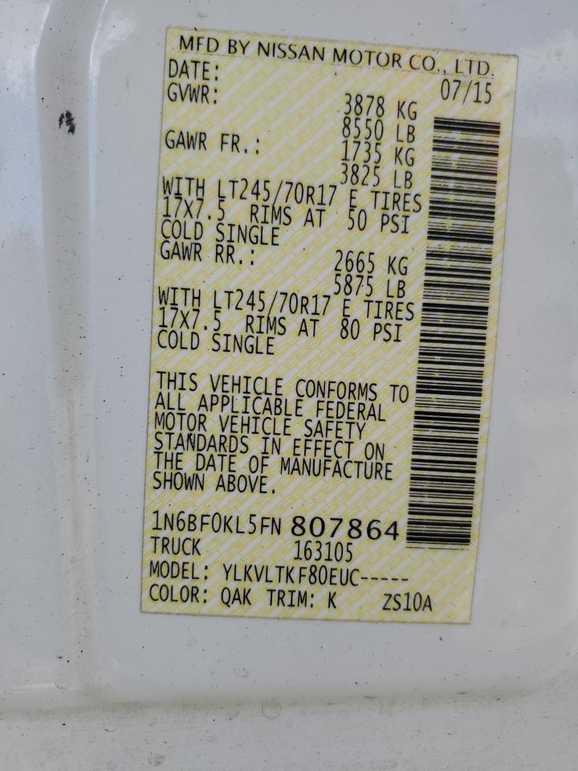 MFD BY NISSAN MOTOR CO., LTD.
DATE: 07/15
GVWR: 3878 KG
8550 LB
GAWR FR.: 1735 KG
3825 LB
WITH LT245/70R17 E TIRES
17X7.5 RIMS AT 50 PSI
COLD SINGLE
GAWR RR.: 2665 KG
5875 LB
WITH LT245/70R17 E TIRES
17X7.5 RIMS AT 80 PSI
COLD SINGLE
THIS VEHICLE CONFORMS TO
ALL APPLICABLE FEDERAL
MOTOR VEHICLE SAFETY
STANDARDS IN EFFECT ON
THE DATE OF MANUFACTURE
SHOWN ABOVE.
1N6BF0KL5FN 807864
TRUCK 163105
MODEL: YLKVLTKF80EUC-----
COLOR: QAK TRIM: K ZS10A